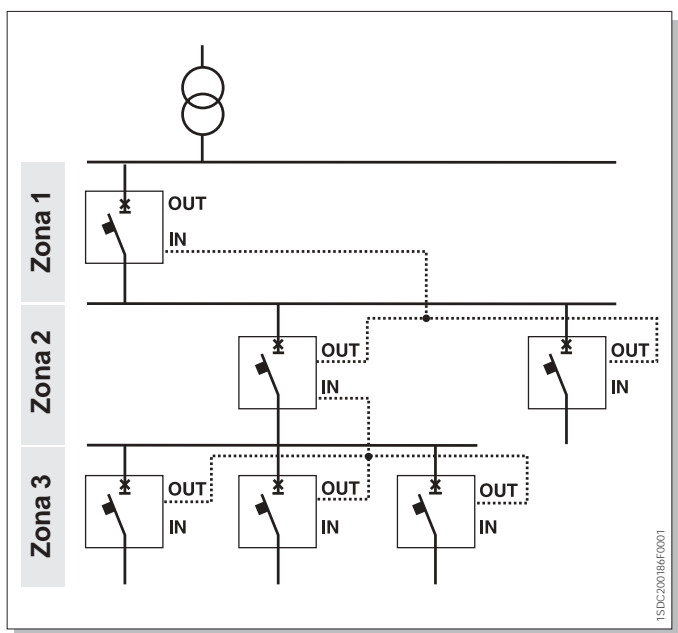 Zona 1
OUT
IN
Zona 2
OUT
IN
OUT
IN
Zona 3
OUT
IN
OUT
IN
OUT
IN
1SDC200186F0001